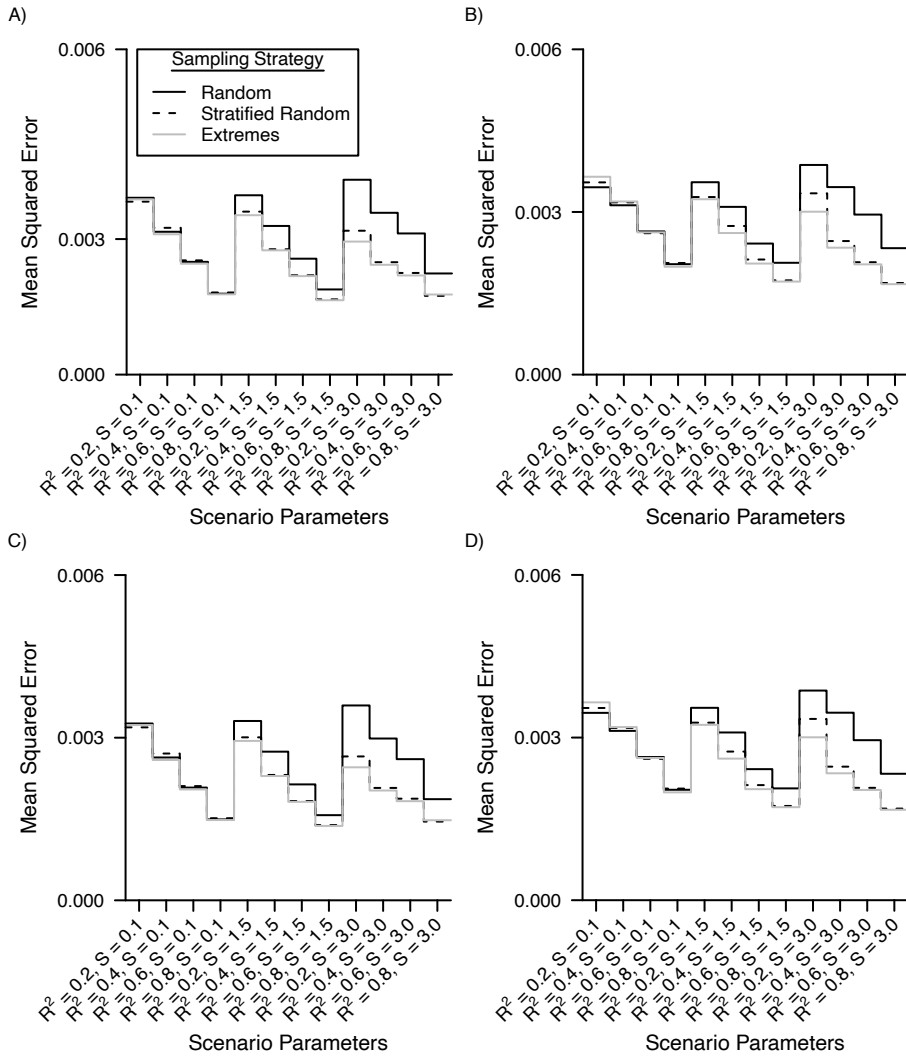 A)
0.006
0.003
0.000
Mean Squared Error
Sampling Strategy
Random
Stratified Random
Extremes
R² = 0.2, S = 0.1
R² = 0.4, S = 0.1
R² = 0.6, S = 0.1
R² = 0.8, S = 0.1
R² = 0.2, S = 1.5
R² = 0.4, S = 1.5
R² = 0.6, S = 1.5
R² = 0.8, S = 1.5
R² = 0.2, S = 3.0
R² = 0.4, S = 3.0
R² = 0.6, S = 3.0
R² = 0.8, S = 3.0
Scenario Parameters
B)
0.006
0.003
0.000
Mean Squared Error
R² = 0.2, S = 0.1
R² = 0.4, S = 0.1
R² = 0.6, S = 0.1
R² = 0.8, S = 0.1
R² = 0.2, S = 1.5
R² = 0.4, S = 1.5
R² = 0.6, S = 1.5
R² = 0.8, S = 1.5
R² = 0.2, S = 3.0
R² = 0.4, S = 3.0
R² = 0.6, S = 3.0
R² = 0.8, S = 3.0
Scenario Parameters
C)
0.006
0.003
0.000
Mean Squared Error
R² = 0.2, S = 0.1
R² = 0.4, S = 0.1
R² = 0.6, S = 0.1
R² = 0.8, S = 0.1
R² = 0.2, S = 1.5
R² = 0.4, S = 1.5
R² = 0.6, S = 1.5
R² = 0.8, S = 1.5
R² = 0.2, S = 3.0
R² = 0.4, S = 3.0
R² = 0.6, S = 3.0
R² = 0.8, S = 3.0
Scenario Parameters
D)
0.006
0.003
0.000
Mean Squared Error
R² = 0.2, S = 0.1
R² = 0.4, S = 0.1
R² = 0.6, S = 0.1
R² = 0.8, S = 0.1
R² = 0.2, S = 1.5
R² = 0.4, S = 1.5
R² = 0.6, S = 1.5
R² = 0.8, S = 1.5
R² = 0.2, S = 3.0
R² = 0.4, S = 3.0
R² = 0.6, S = 3.0
R² = 0.8, S = 3.0
Scenario Parameters